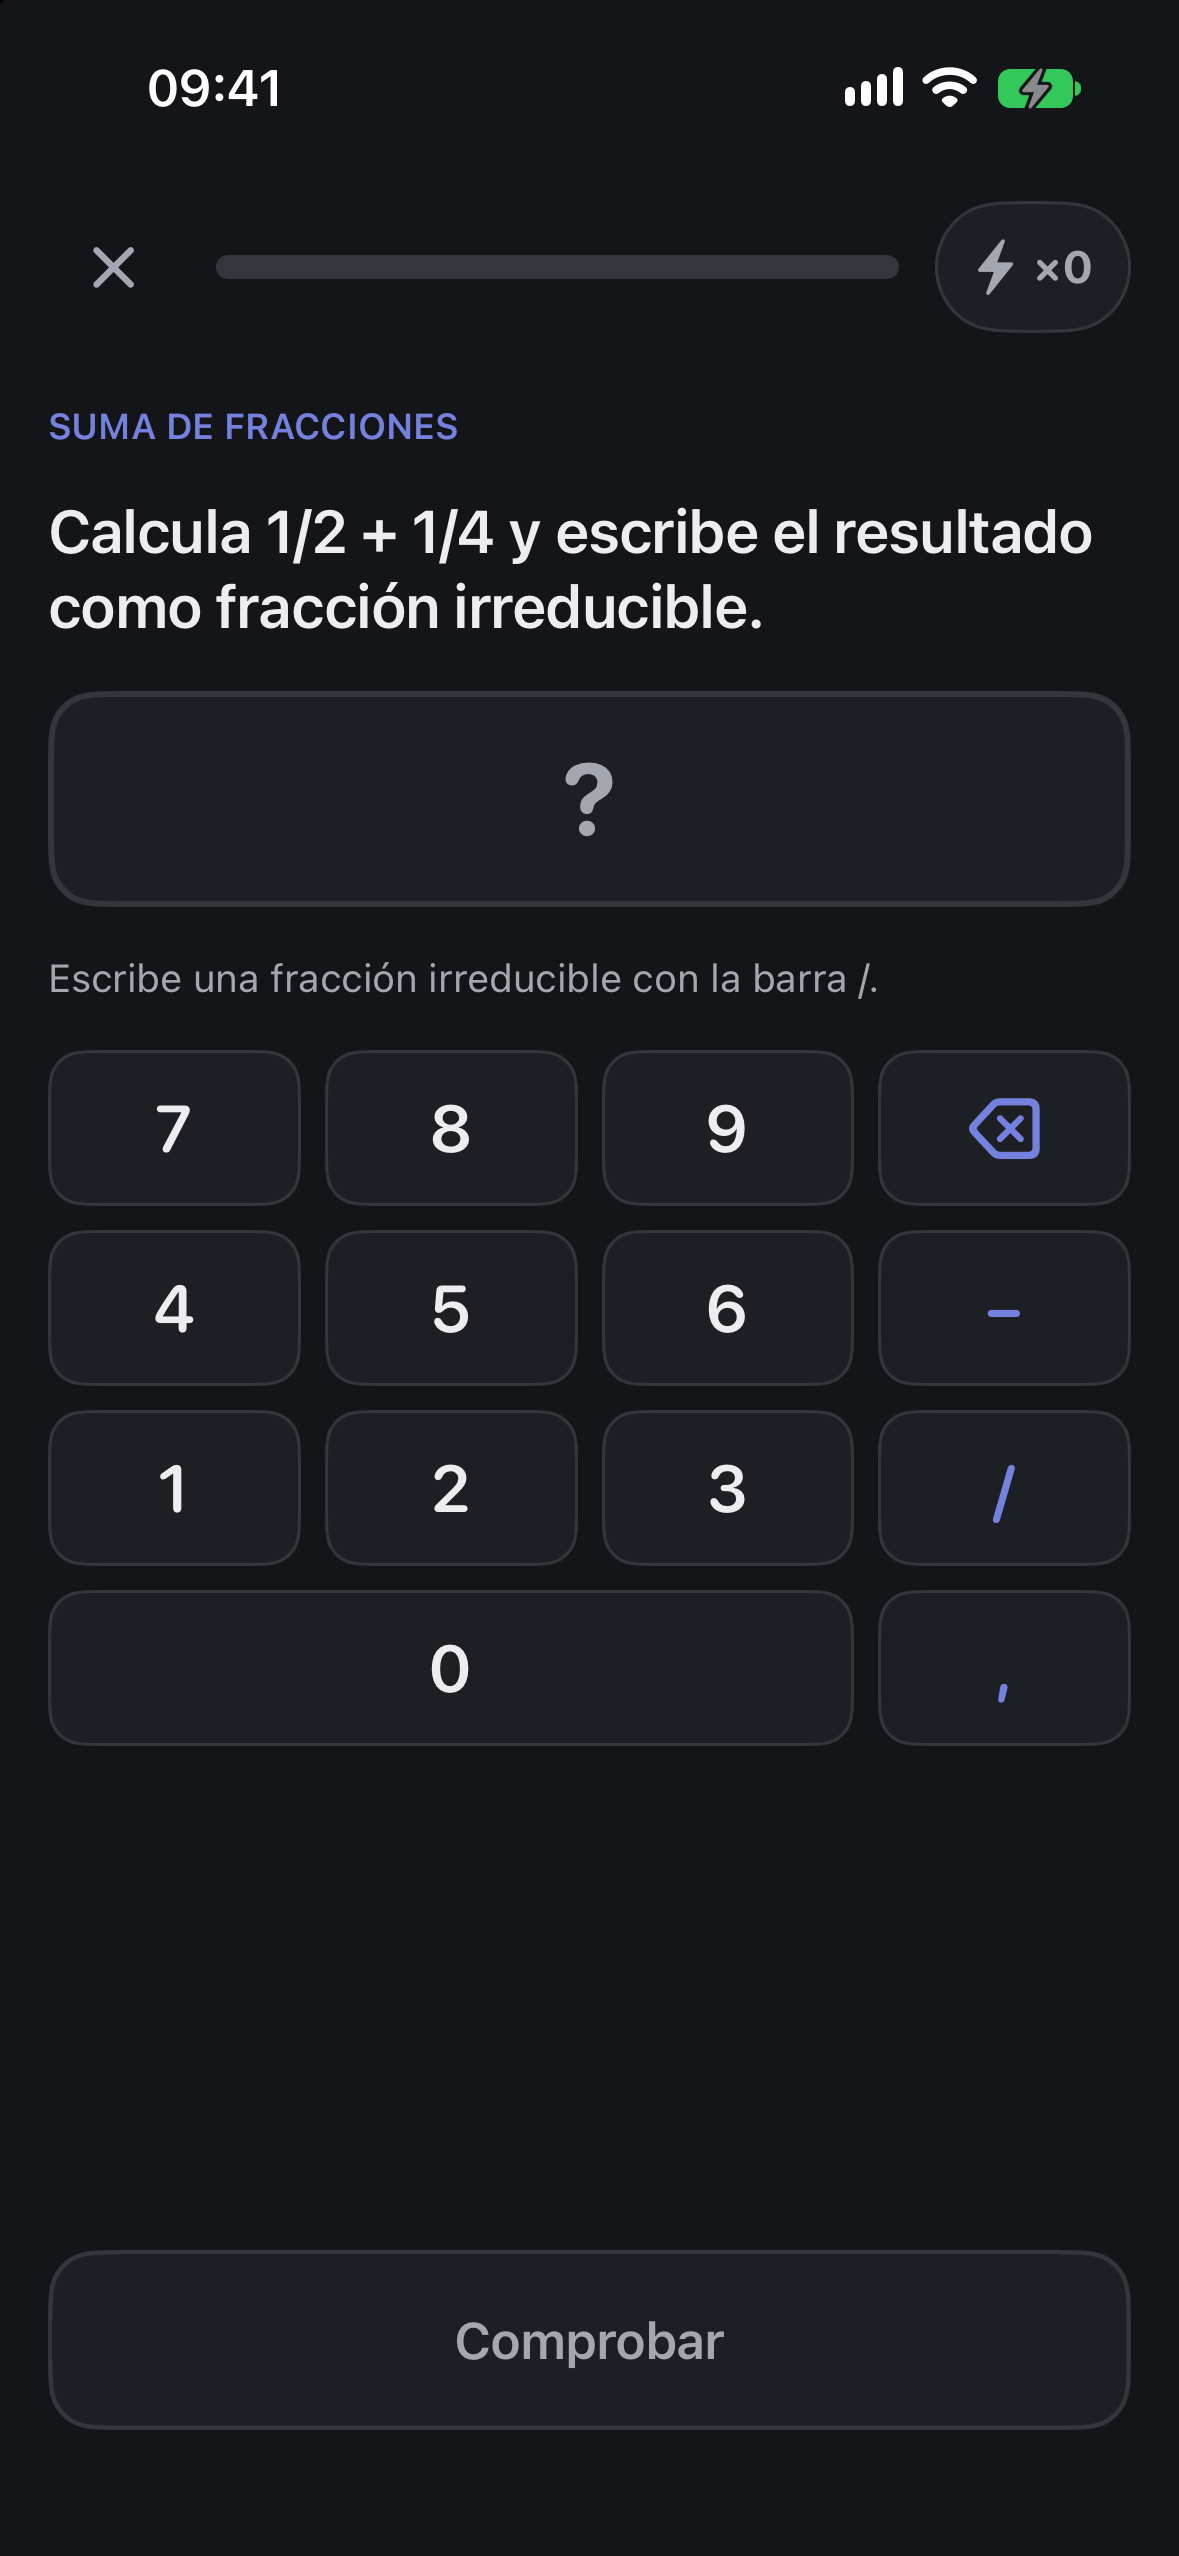 09:41
×0
SUMA DE FRACCIONES
Calcula 1/2 + 1/4 y escribe el resultado
como fracción irreducible.
?
Escribe una fracción irreducible con la barra /.
7 8 9
4 5 6 −
1 2 3 /
0 ,
Comprobar